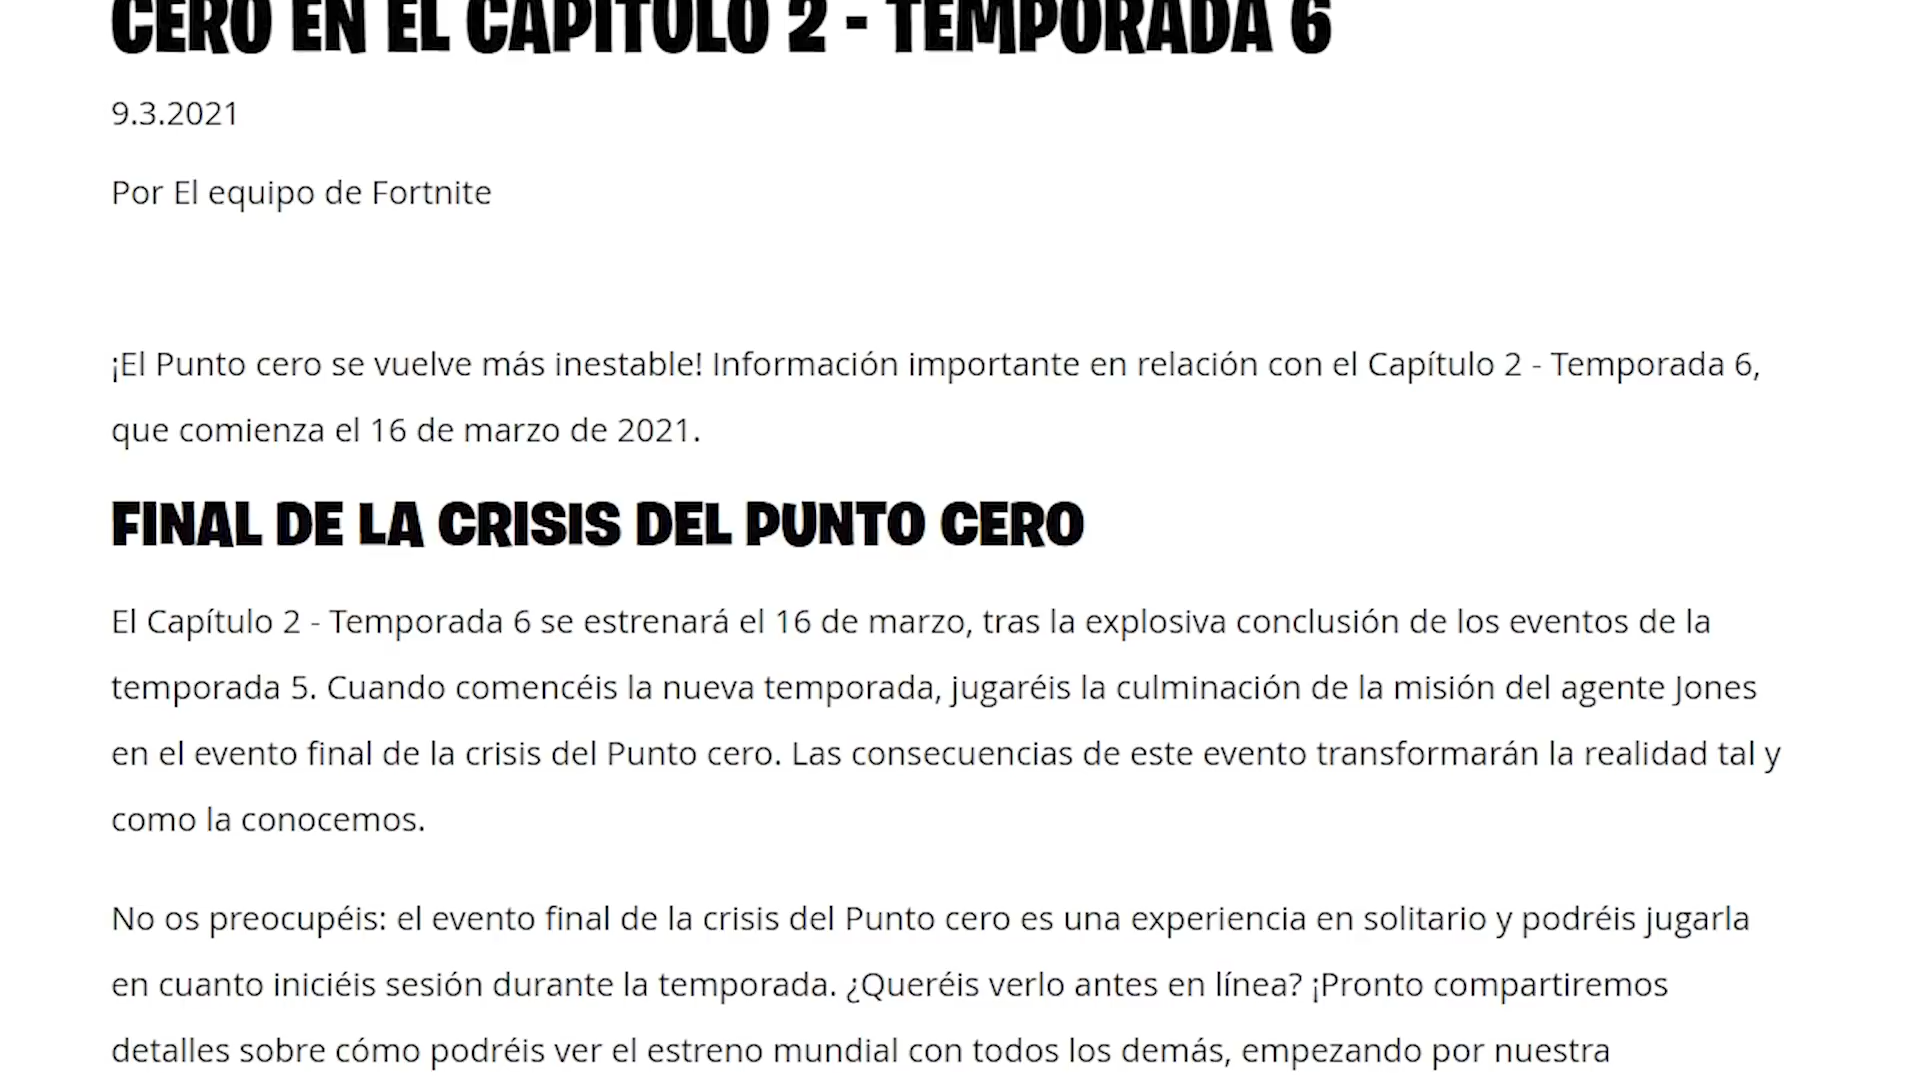 CERO EN EL CAPÍTULO 2 - TEMPORADA 6
9.3.2021
Por El equipo de Fortnite
¡El Punto cero se vuelve más inestable! Información importante en relación con el Capítulo 2 - Temporada 6,
que comienza el 16 de marzo de 2021.
FINAL DE LA CRISIS DEL PUNTO CERO
El Capítulo 2 - Temporada 6 se estrenará el 16 de marzo, tras la explosiva conclusión de los eventos de la
temporada 5. Cuando comencéis la nueva temporada, jugaréis la culminación de la misión del agente Jones
en el evento final de la crisis del Punto cero. Las consecuencias de este evento transformarán la realidad tal y
como la conocemos.
No os preocupéis: el evento final de la crisis del Punto cero es una experiencia en solitario y podréis jugarla
en cuanto iniciéis sesión durante la temporada. ¿Queréis verlo antes en línea? ¡Pronto compartiremos
detalles sobre cómo podréis ver el estreno mundial con todos los demás, empezando por nuestra